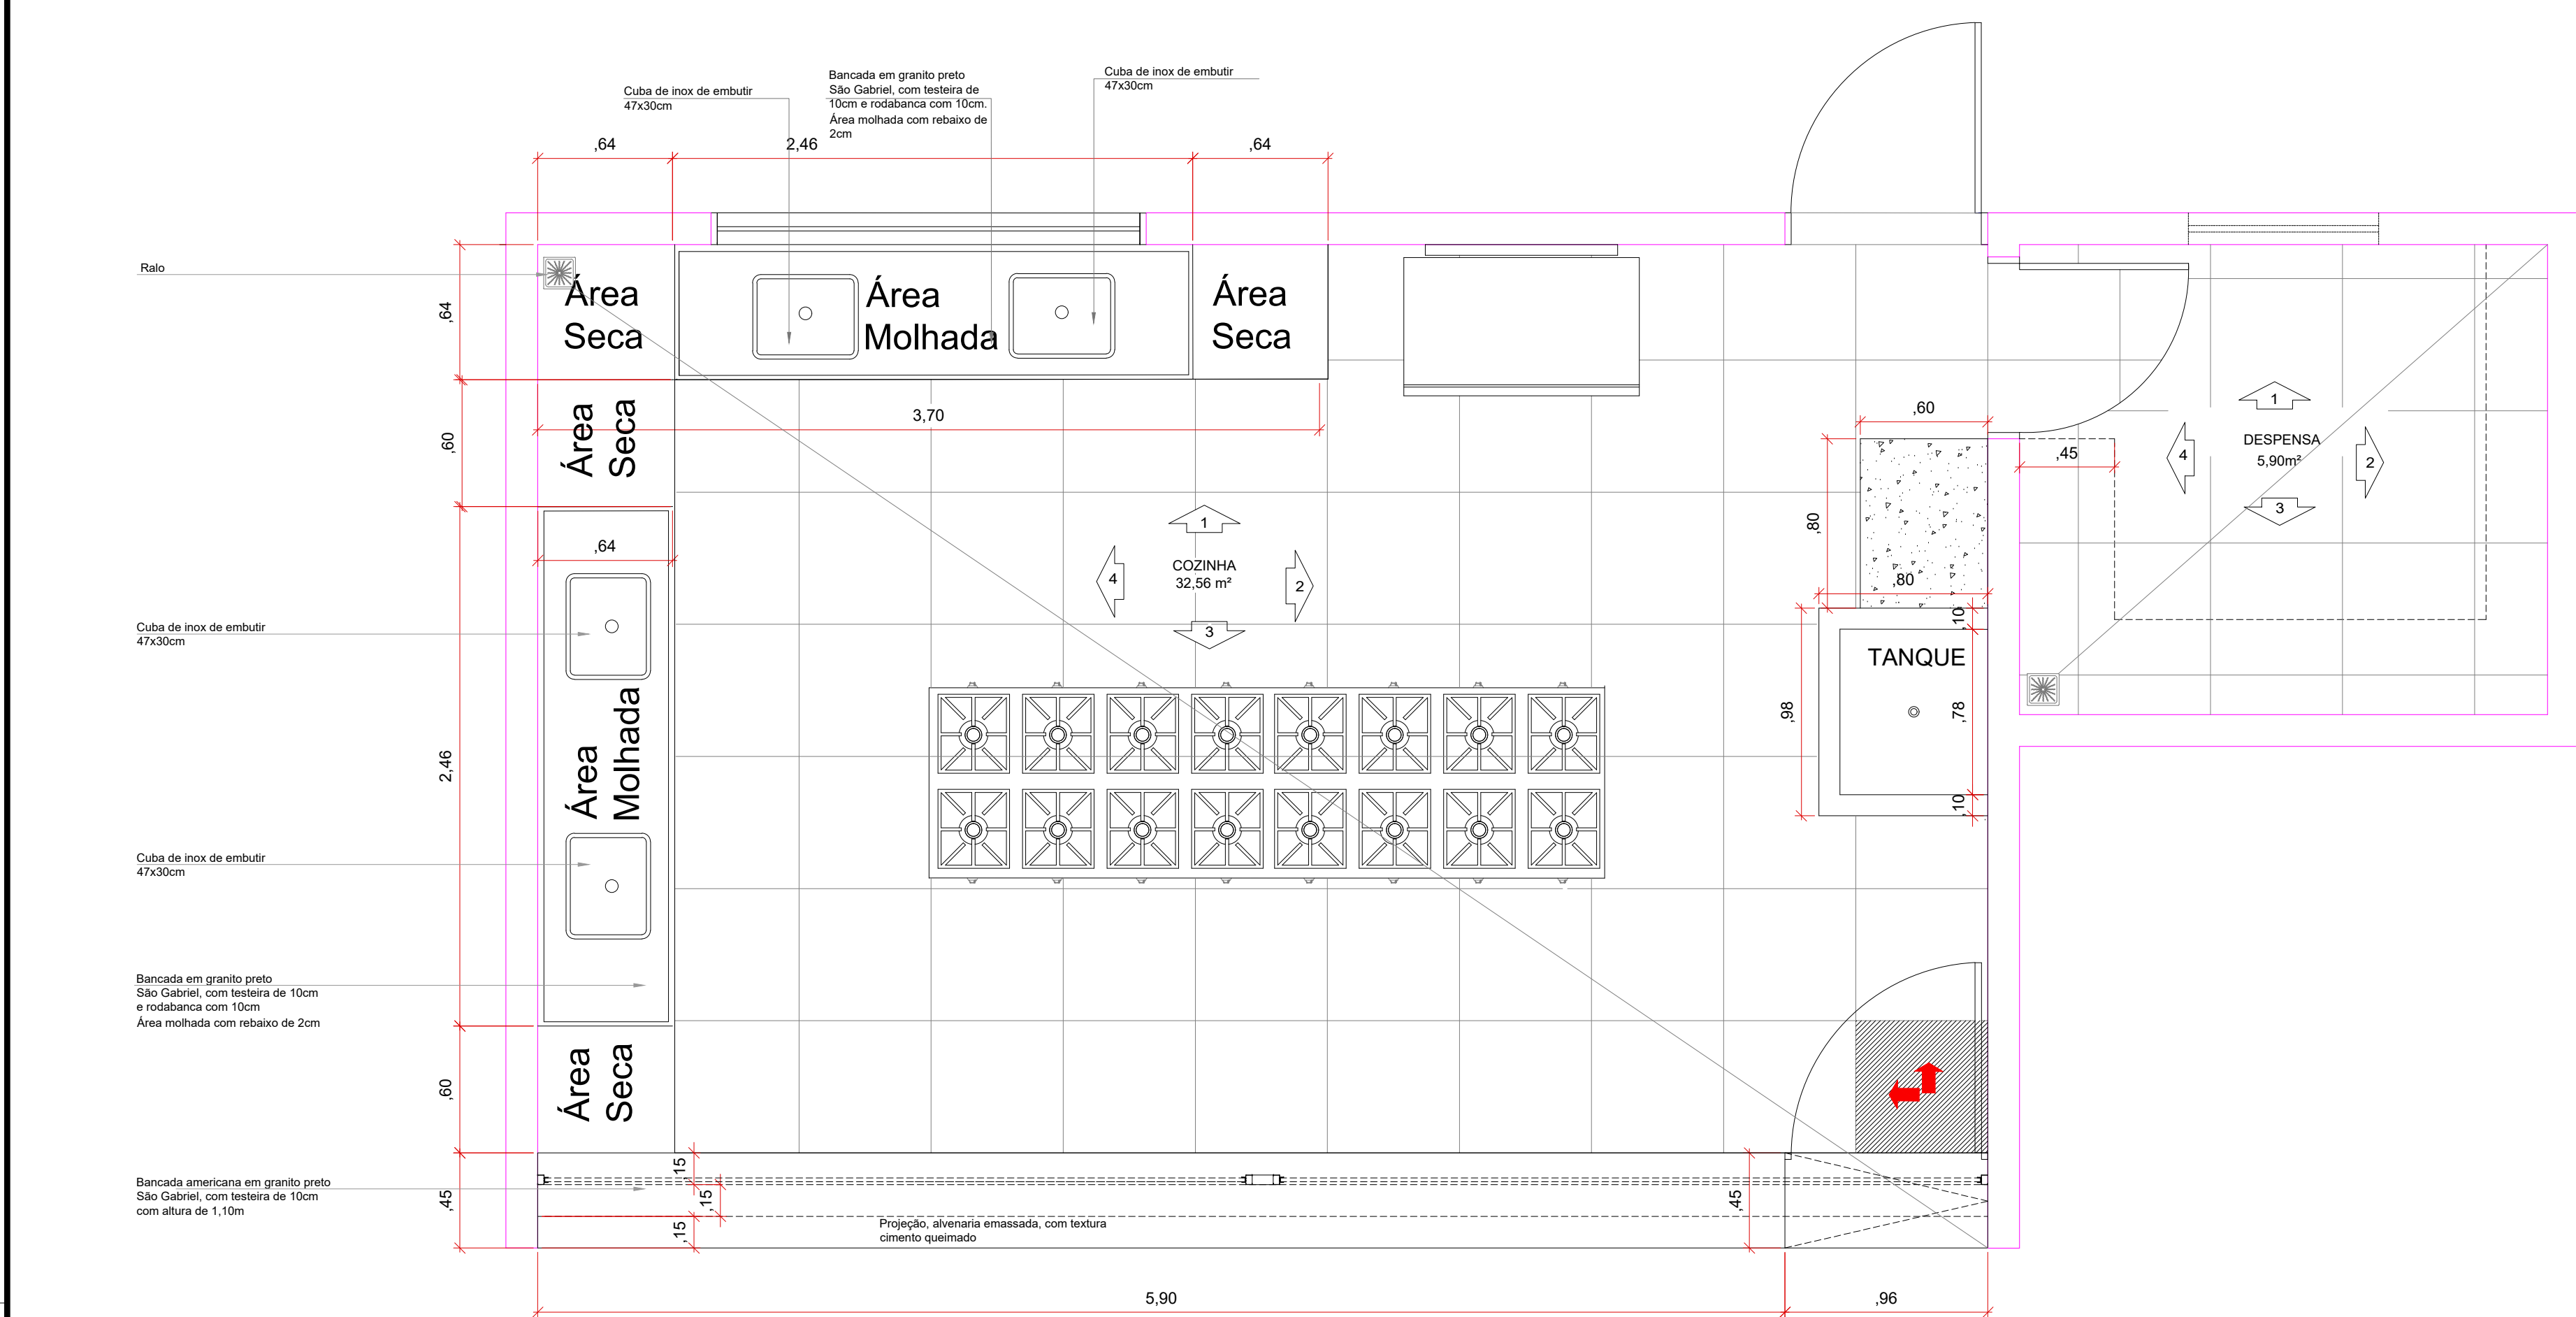 Cuba de inox de embutir
47x30cm
Bancada em granito preto
São Gabriel, com testeira de
10cm e rodabanca com 10cm.
Área molhada com rebaixo de
2cm
Cuba de inox de embutir
47x30cm
,64
2,46
,64
Ralo
,64
Área
Seca
Área
Molhada
Área
Seca
,60
Área
Seca
3,70
,60
,45
1
4
DESPENSA
5,90m²
2
3
,64
,80
,80
1
4
COZINHA
32,56 m²
2
3
Cuba de inox de embutir
47x30cm
,10
TANQUE
,98
,78
,10
2,46
Área
Molhada
Cuba de inox de embutir
47x30cm
Bancada em granito preto
São Gabriel, com testeira de 10cm
e rodabanca com 10cm
Área molhada com rebaixo de 2cm
,60
Área
Seca
Bancada americana em granito preto
São Gabriel, com testeira de 10cm
com altura de 1,10m
,45
,15
,15
,15
,45
Projeção, alvenaria emassada, com textura
cimento queimado
5,90
,96